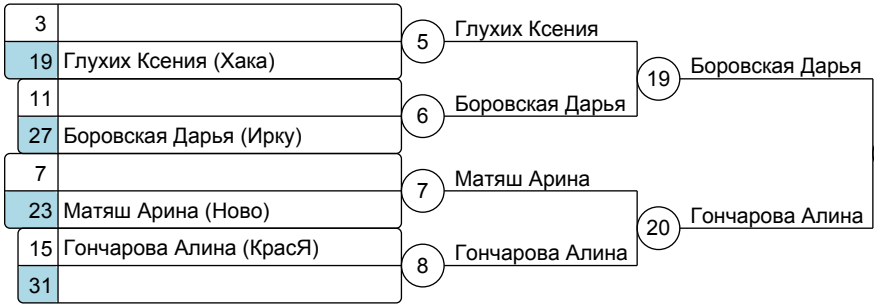 3
19 Глухих Ксения (Хака)
11
27 Боровская Дарья (Ирку)
7
23 Матяш Арина (Ново)
15 Гончарова Алина (КрасЯ)
31
5 Глухих Ксения
6 Боровская Дарья
7 Матяш Арина
8 Гончарова Алина
19 Боровская Дарья
20 Гончарова Алина